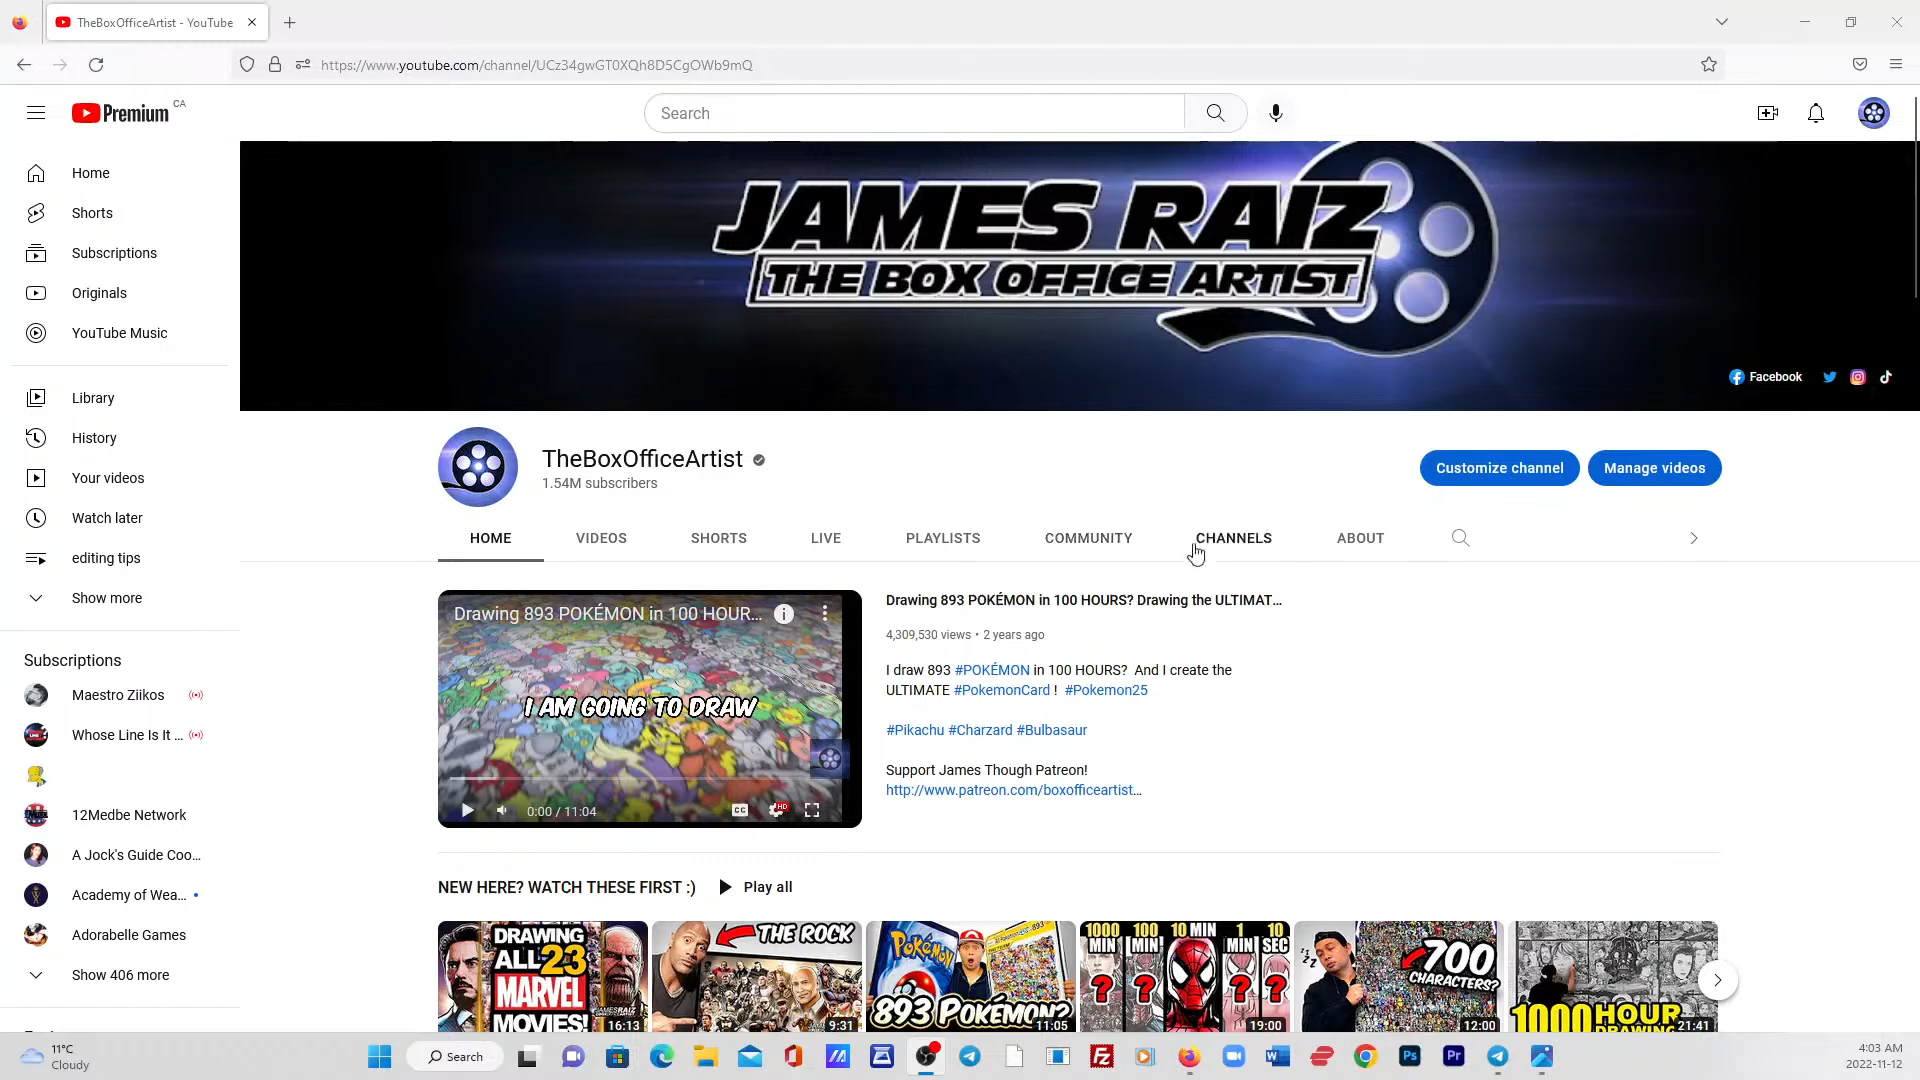 TheBoxOfficeArtist - YouTube
https://www.youtube.com/channel/UCz34gwGT0XQh8D5CgOWb9mQ
Premium CA
Search
Home
Shorts
Subscriptions
Originals
YouTube Music
Library
History
Your videos
Watch later
editing tips
Show more
Subscriptions
Maestro Ziikos
Whose Line Is It ...
12Medbe Network
A Jock's Guide Coo...
Academy of Wea...
Adorabelle Games
Show 406 more
JAMES RAIZ
THE BOX OFFICE ARTIST
Facebook
TheBoxOfficeArtist
1.54M subscribers
Customize channel
Manage videos
HOME VIDEOS SHORTS LIVE PLAYLISTS COMMUNITY CHANNELS ABOUT
Drawing 893 POKÉMON in 100 HOUR...
I AM GOING TO DRAW
0:00 / 11:04
CC
HD
Drawing 893 POKÉMON in 100 HOURS? Drawing the ULTIMAT...
4,309,530 views • 2 years ago
I draw 893 #POKÉMON in 100 HOURS? And I create the
ULTIMATE #PokemonCard ! #Pokemon25
#Pikachu #Charzard #Bulbasaur
Support James Though Patreon!
http://www.patreon.com/boxofficeartist...
NEW HERE? WATCH THESE FIRST :)
Play all
DRAWING
ALL 23
MARVEL
MOVIES!
16:13
THE ROCK
9:31
Pokémon
893 POKÉMON?
11:05
1000 MIN 100 MIN 10 MIN 1 MIN 10 SEC
? ? ? ?
19:00
700
CHARACTERS?
12:00
1000 HOUR
DRAWING
21:41
11°C
Cloudy
Search
4:03 AM
2022-11-12